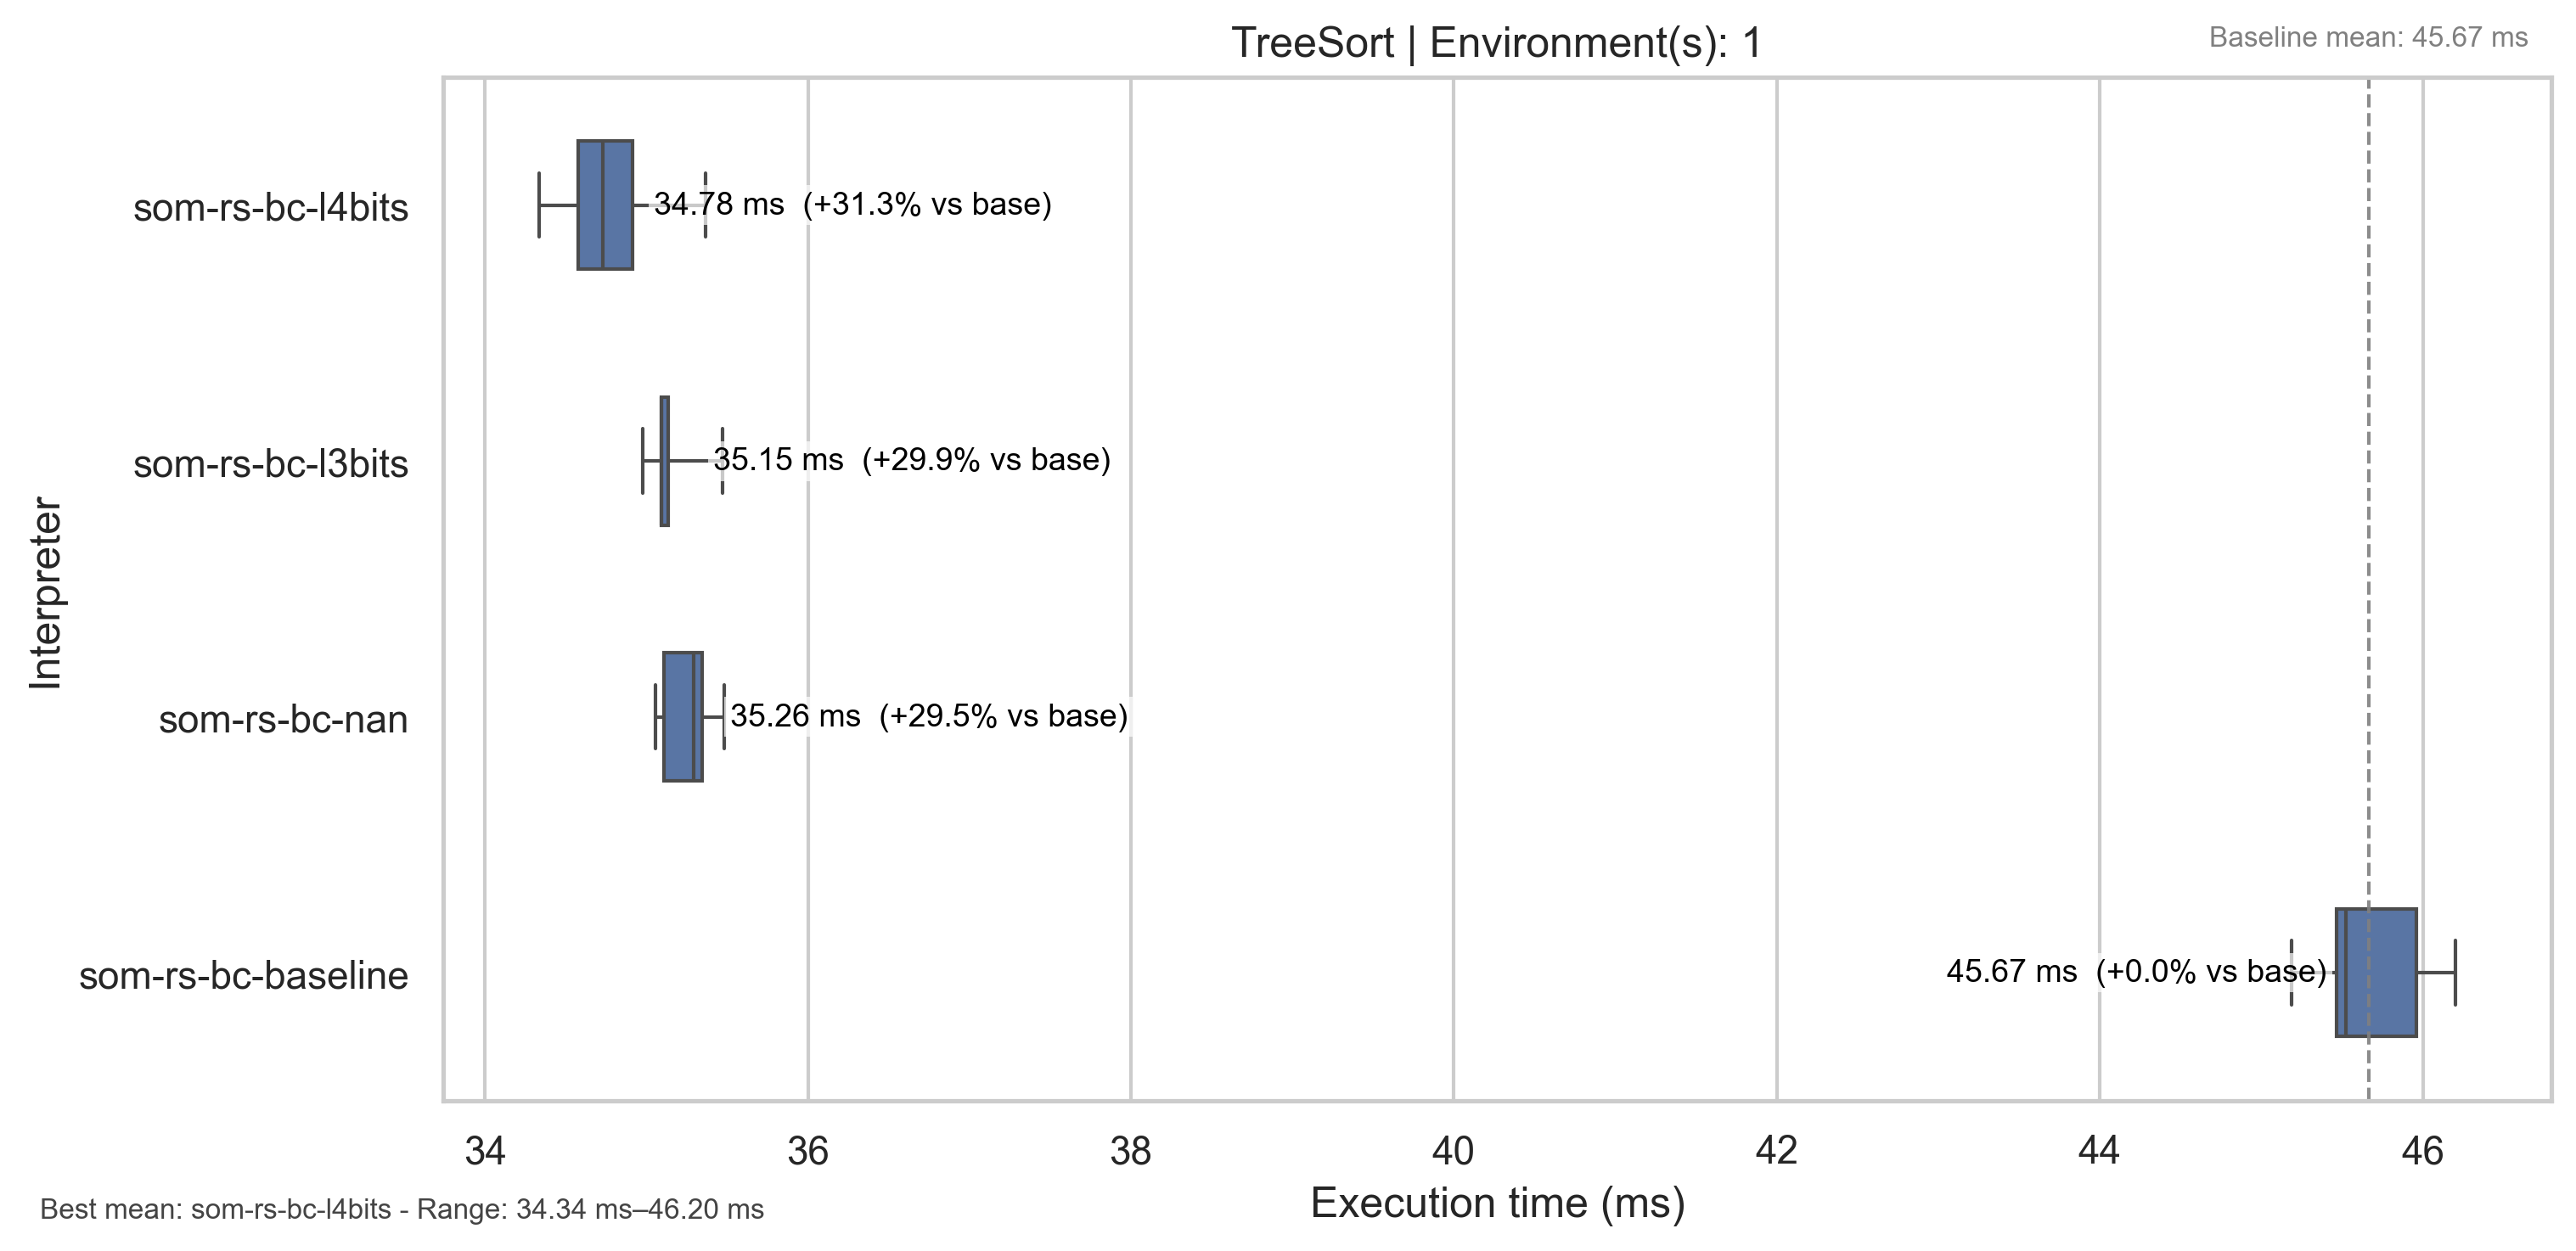 TreeSort | Environment(s): 1
Baseline mean: 45.67 ms
som-rs-bc-l4bits
34.78 ms (+31.3% vs base)
som-rs-bc-l3bits
35.15 ms (+29.9% vs base)
som-rs-bc-nan
35.26 ms (+29.5% vs base)
som-rs-bc-baseline
45.67 ms (+0.0% vs base)
Interpreter
34 36 38 40 42 44 46
Execution time (ms)
Best mean: som-rs-bc-l4bits - Range: 34.34 ms–46.20 ms